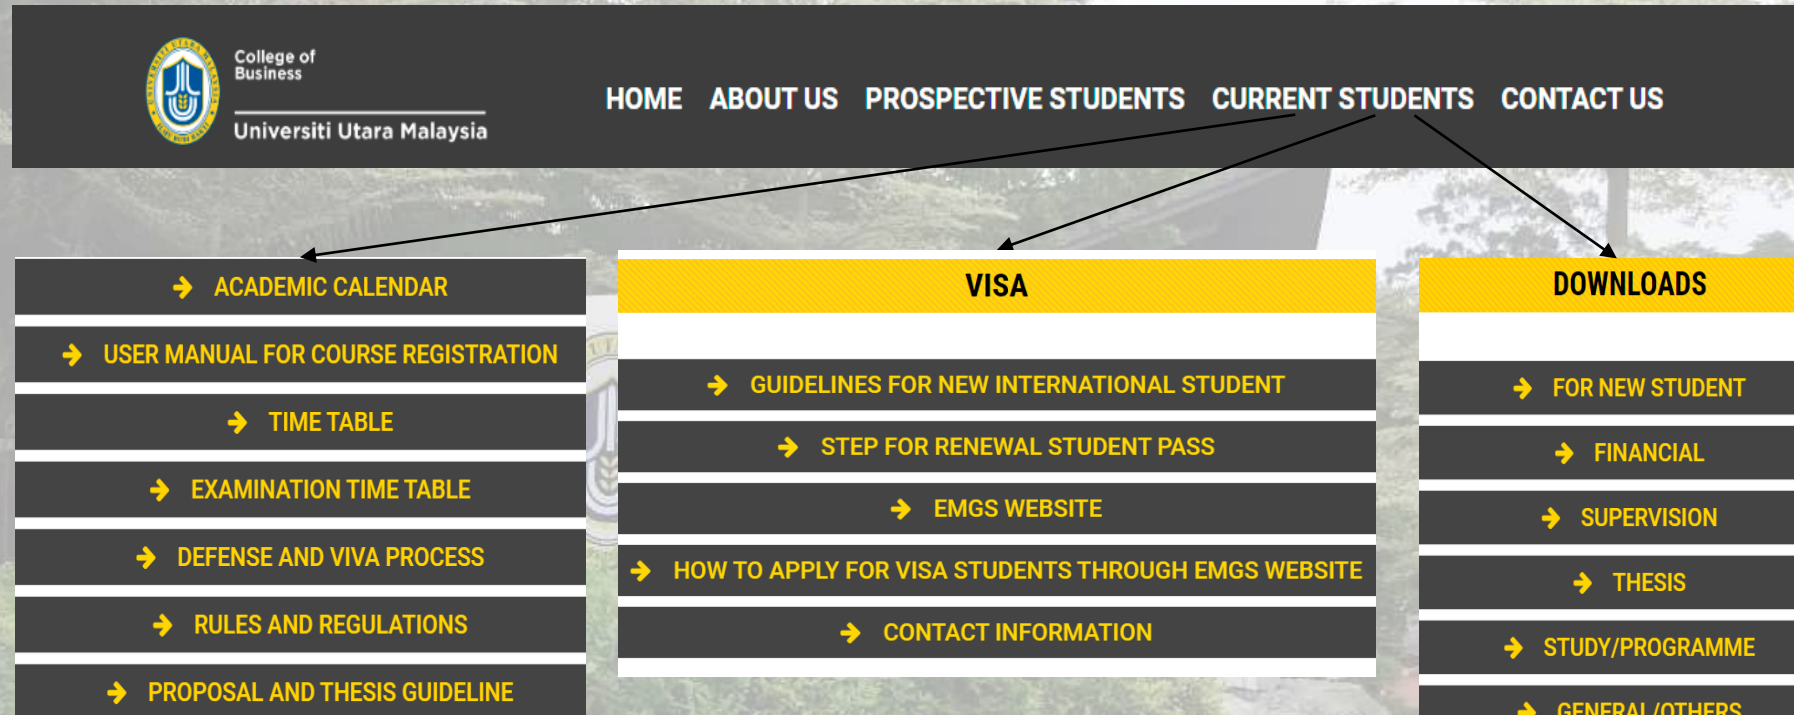 College of
Business
Universiti Utara Malaysia
HOME ABOUT US PROSPECTIVE STUDENTS CURRENT STUDENTS CONTACT US
ACADEMIC CALENDAR
USER MANUAL FOR COURSE REGISTRATION
TIME TABLE
EXAMINATION TIME TABLE
DEFENSE AND VIVA PROCESS
RULES AND REGULATIONS
PROPOSAL AND THESIS GUIDELINE
VISA
GUIDELINES FOR NEW INTERNATIONAL STUDENT
STEP FOR RENEWAL STUDENT PASS
EMGS WEBSITE
HOW TO APPLY FOR VISA STUDENTS THROUGH EMGS WEBSITE
CONTACT INFORMATION
DOWNLOADS
FOR NEW STUDENT
FINANCIAL
SUPERVISION
THESIS
STUDY/PROGRAMME
GENERAL/OTHERS